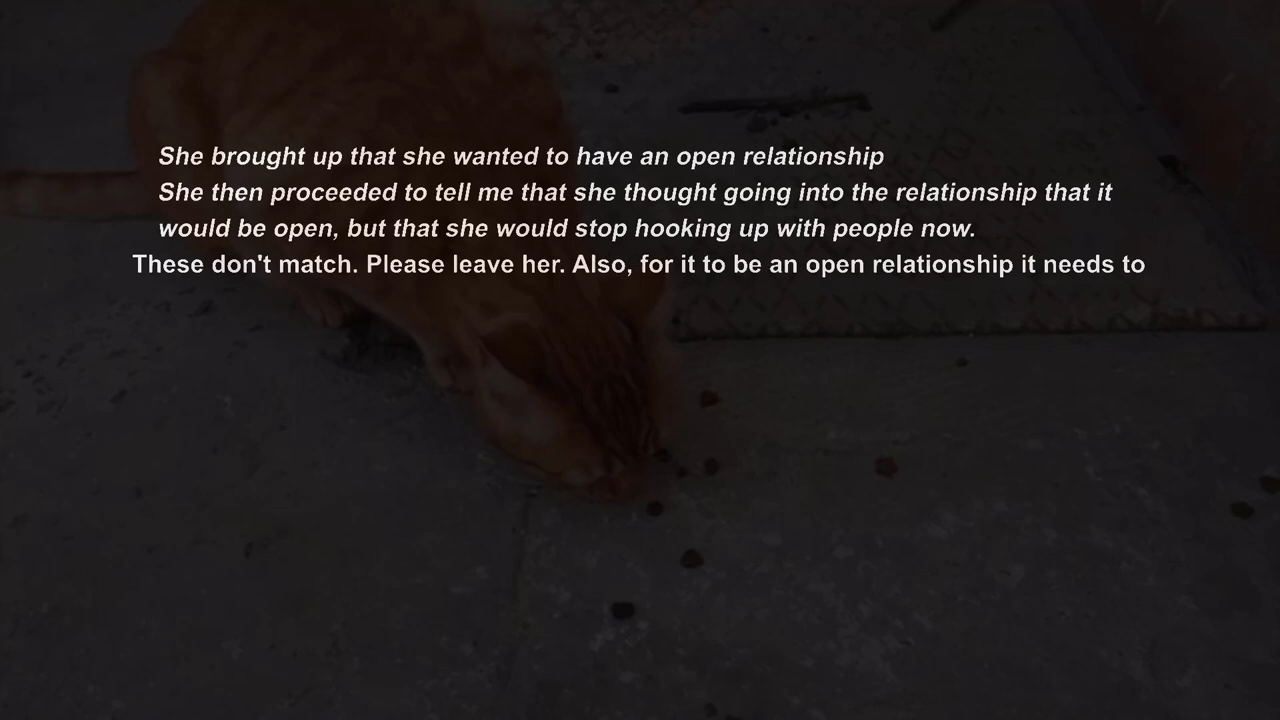 She brought up that she wanted to have an open relationship
She then proceeded to tell me that she thought going into the relationship that it
would be open, but that she would stop hooking up with people now.
These don't match. Please leave her. Also, for it to be an open relationship it needs to